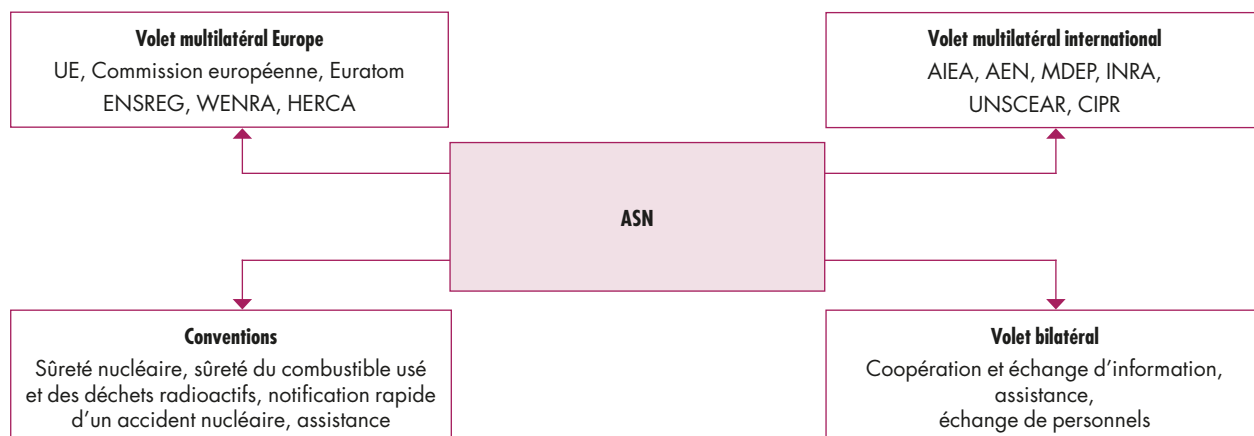 Volet multilatéral Europe
UE, Commission européenne, Euratom
ENSREG, WENRA, HERCA
Volet multilatéral international
AIEA, AEN, MDEP, INRA,
UNSCEAR, CIPR
ASN
Conventions
Sûreté nucléaire, sûreté du combustible usé
et des déchets radioactifs, notification rapide
d’un accident nucléaire, assistance
Volet bilatéral
Coopération et échange d’information,
assistance,
échange de personnels